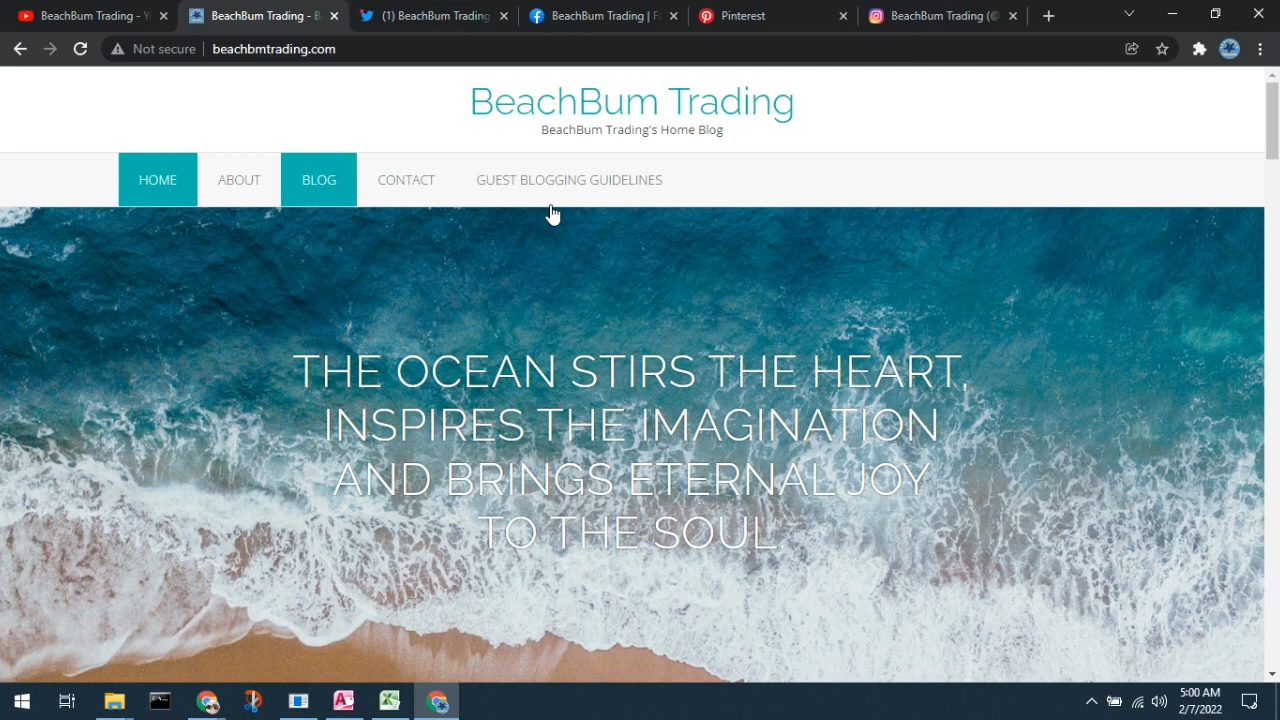 BeachBum Trading - Y
BeachBum Trading - B
(1) BeachBum Trading
BeachBum Trading | F
Pinterest
BeachBum Trading (@
Not secure
beachbmtrading.com
BeachBum Trading
BeachBum Trading's Home Blog
HOME
ABOUT
BLOG
CONTACT
GUEST BLOGGING GUIDELINES
THE OCEAN STIRS THE HEART,
INSPIRES THE IMAGINATION
AND BRINGS ETERNAL JOY
TO THE SOUL
5:00 AM
2/7/2022